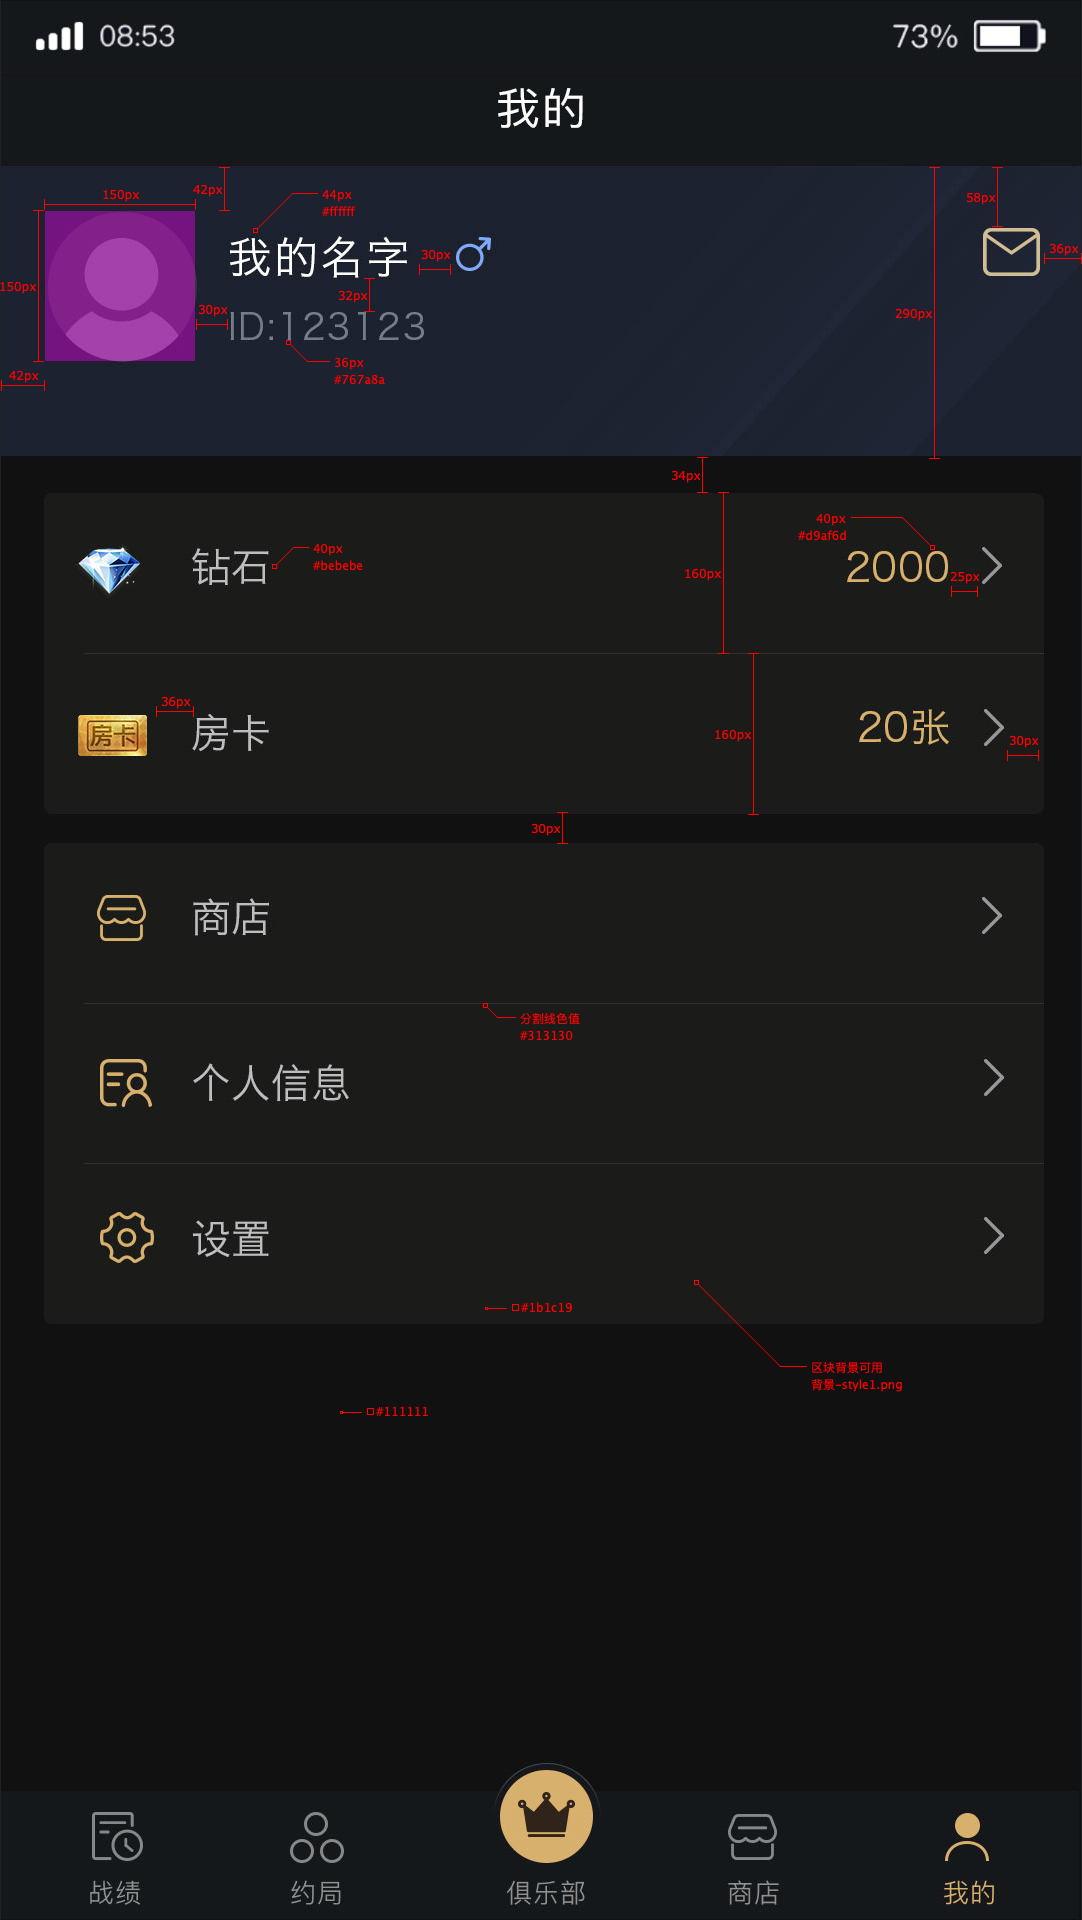 08:53
73%
我的
150px
42px
44px
#ffffff
58px
我的名字
30px
36px
150px
32px
290px
30px
ID:123123
36px
#767a8a
42px
34px
40px
#d9af6d
钻石
40px
#bebebe
2000
25px
160px
36px
房卡
房卡
160px
20张
30px
30px
商店
分割线色值
#313130
个人信息
设置
#1b1c19
区块背景可用
背景-style1.png
#111111
战绩
约局
俱乐部
商店
我的